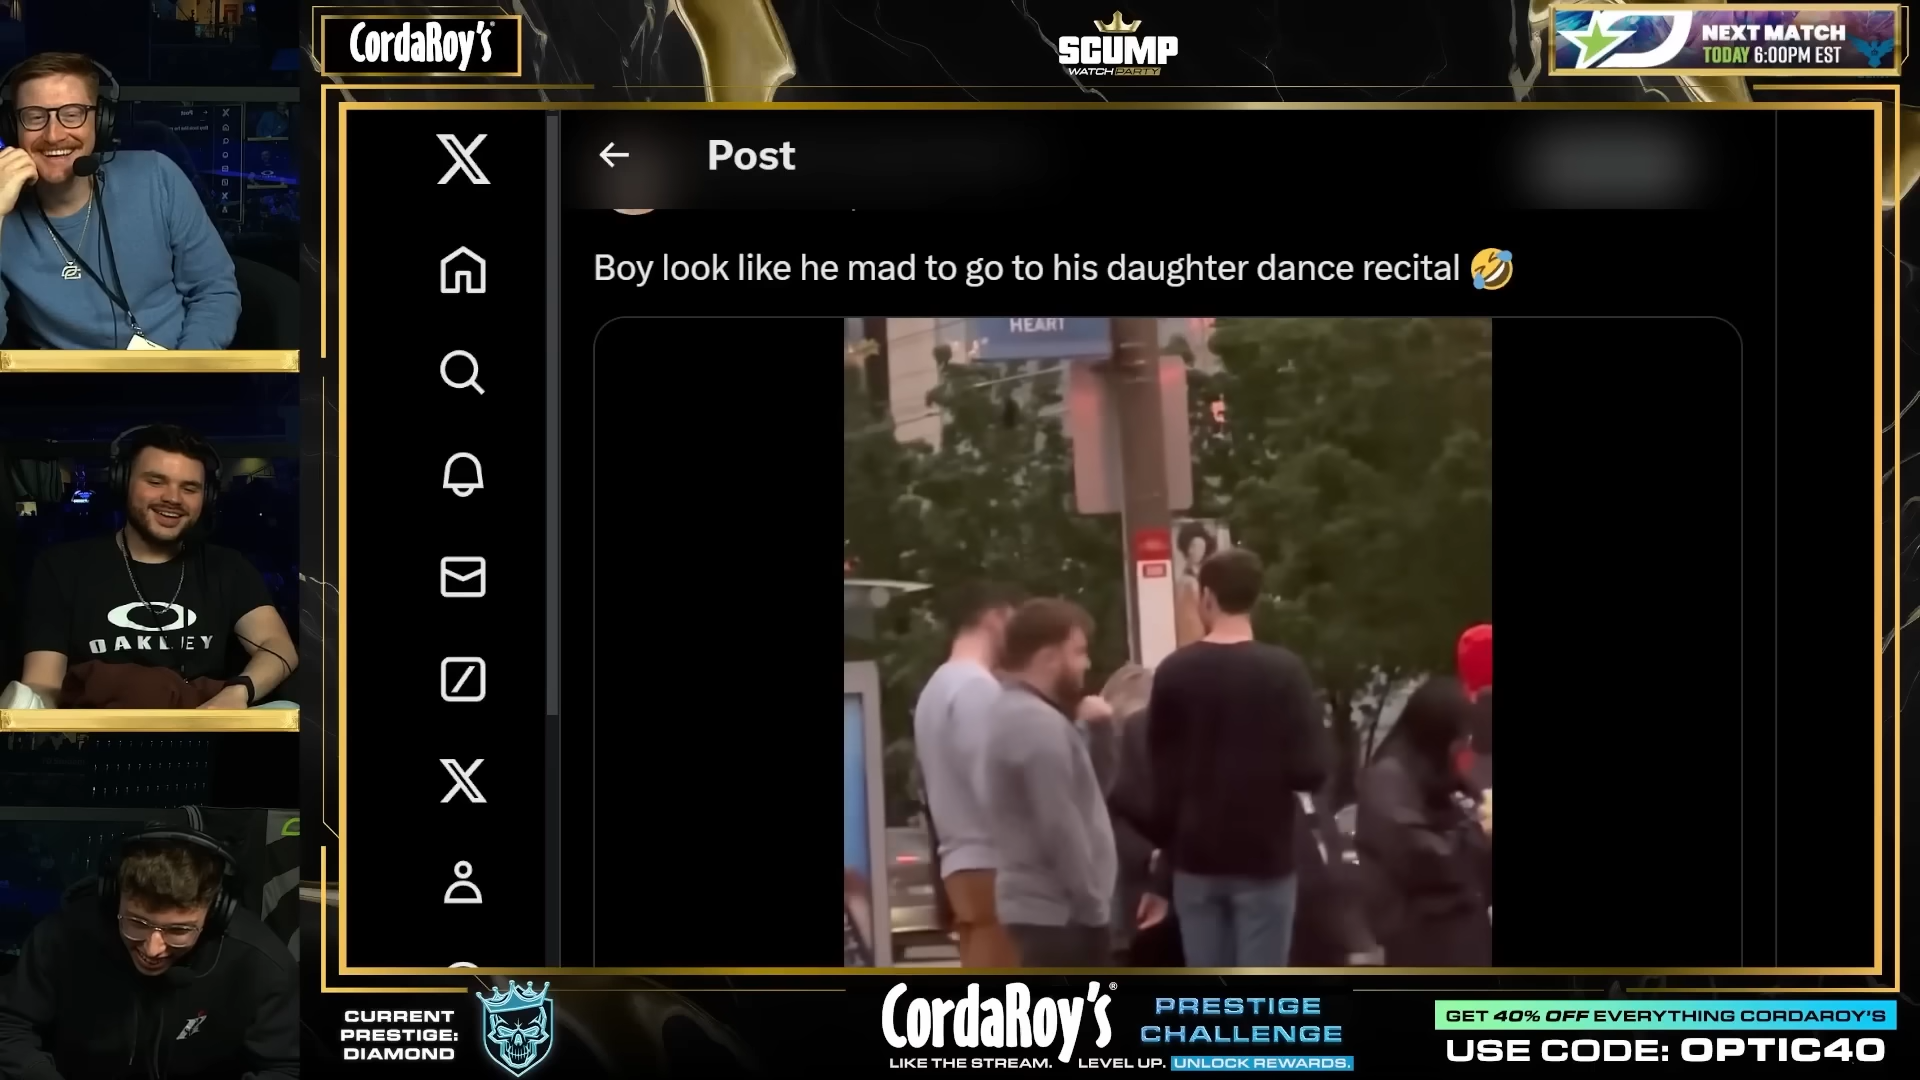 CordaRoy's
SCUMP
WATCH PARTY
NEXT MATCH
TODAY 6:00PM EST
Post
Boy look like he mad to go to his daughter dance recital 🤣
HEART
OAKLEY
CURRENT
PRESTIGE:
DIAMOND
CordaRoy's®
LIKE THE STREAM. LEVEL UP. UNLOCK REWARDS.
PRESTIGE
CHALLENGE
GET 40% OFF EVERYTHING CORDAROY'S
USE CODE: OPTIC40